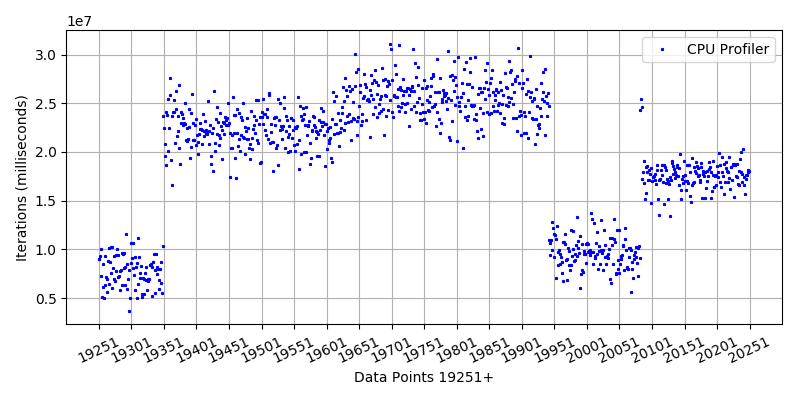 1e7
CPU Profiler
3.0
2.5
2.0
1.5
1.0
0.5
Iterations (milliseconds)
19251 19301 19351 19401 19451 19501 19551 19601 19651 19701 19751 19801 19851 19901 19951 20001 20051 20101 20151 20201 20251
Data Points 19251+